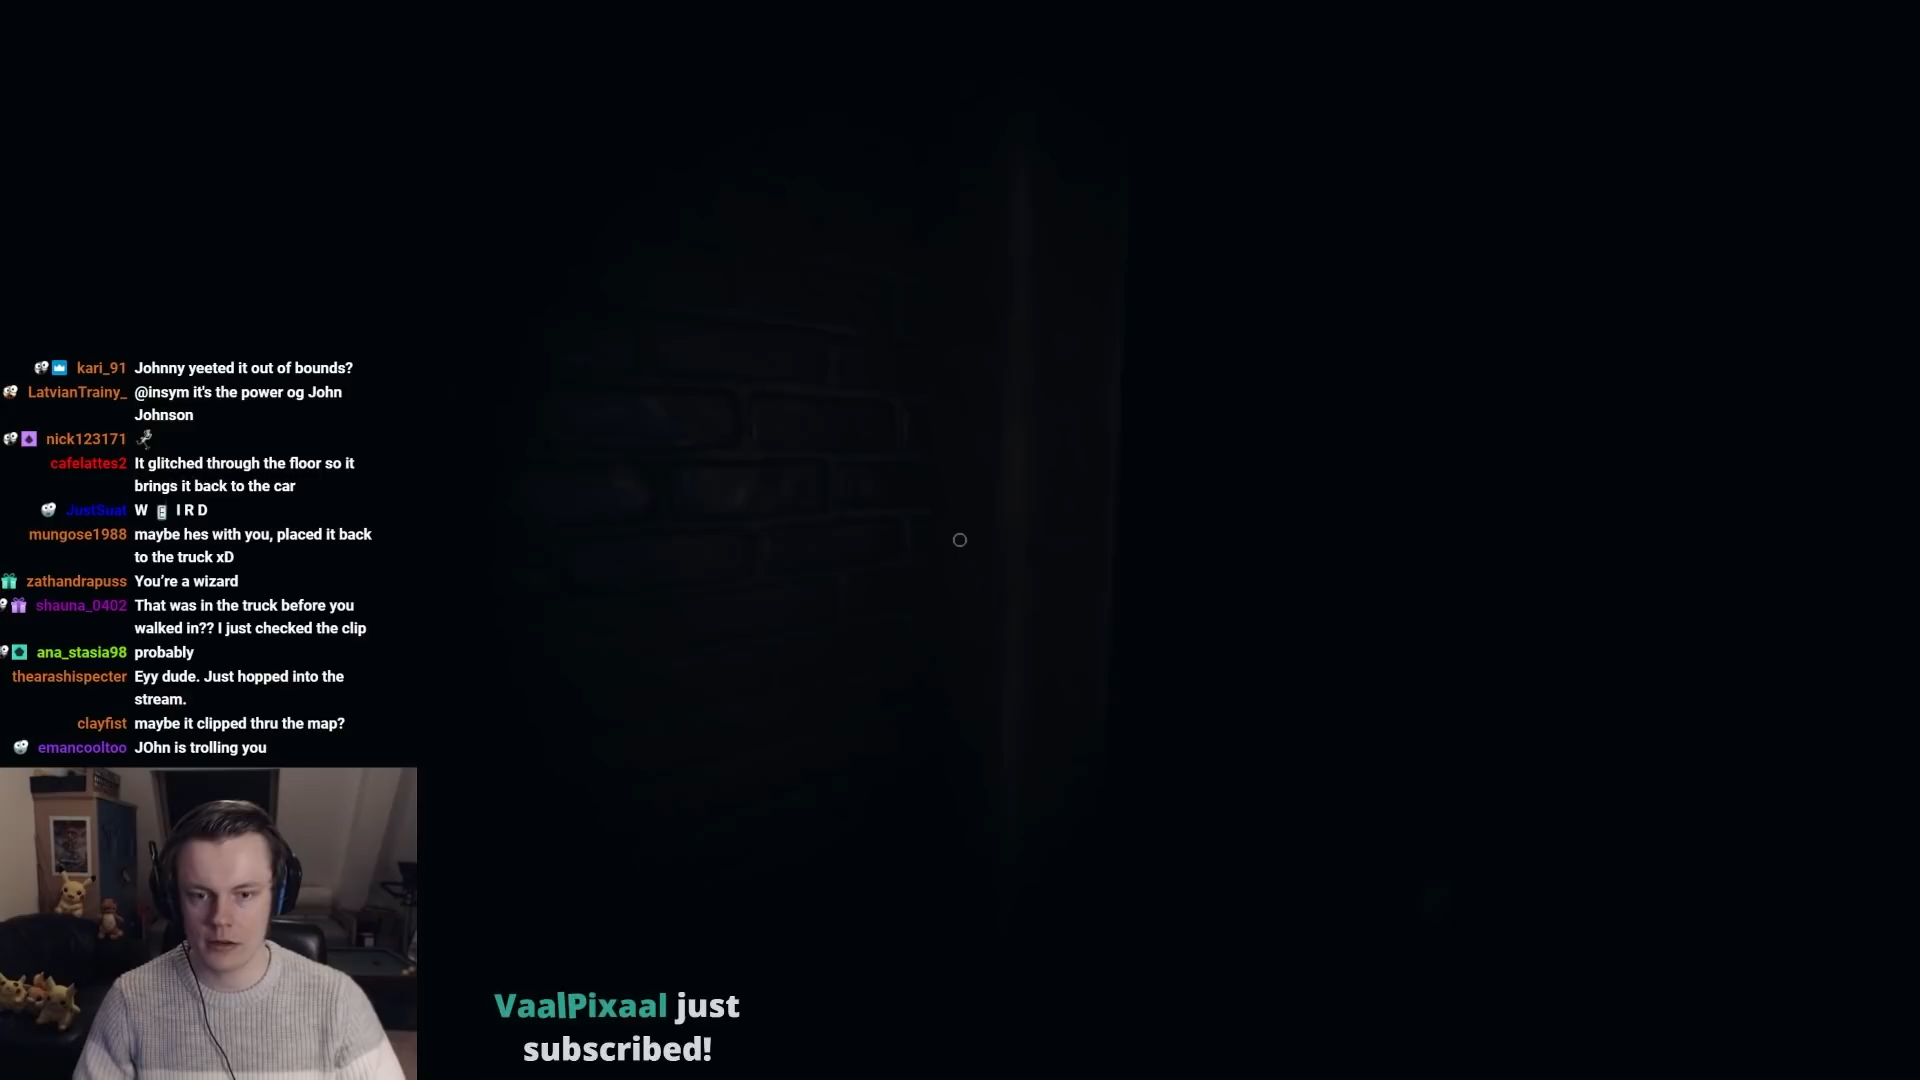 kari_91 Johnny yeeted it out of bounds?
LatvianTrainy_ @insym it's the power og John
Johnson
nick123171
cafelattes2 It glitched through the floor so it
brings it back to the car
JustSuat W E I R D
mungose1988 maybe hes with you, placed it back
to the truck xD
zathandrapuss You’re a wizard
shauna_0402 That was in the truck before you
walked in?? I just checked the clip
ana_stasia98 probably
thearashispecter Eyy dude. Just hopped into the
stream.
clayfist maybe it clipped thru the map?
emancooltoo JOhn is trolling you
VaalPixaal just
subscribed!